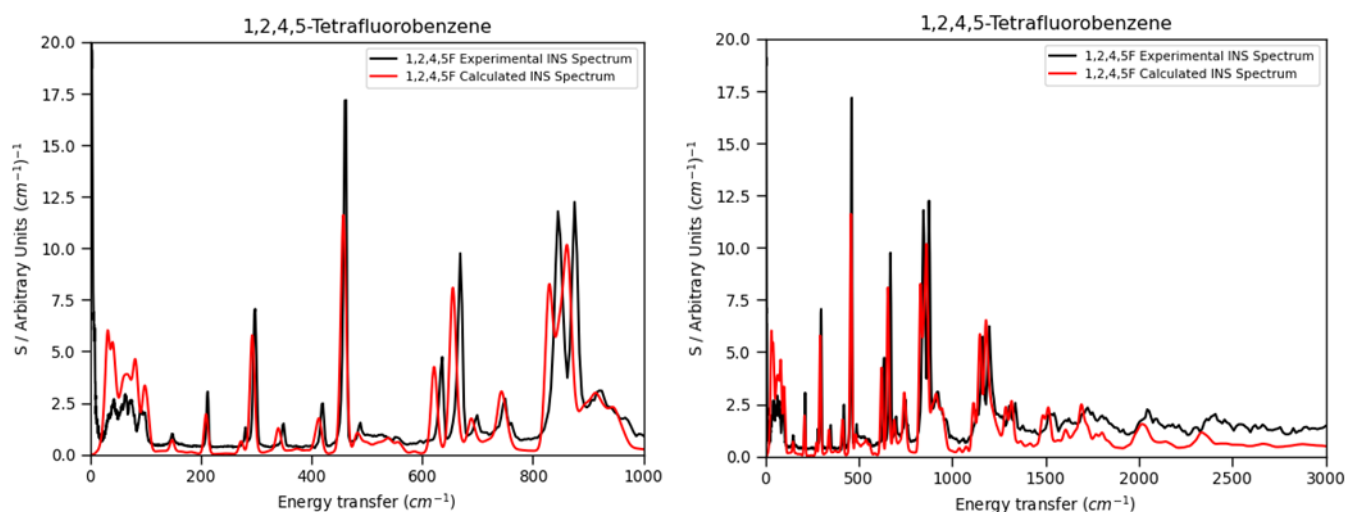 1,2,4,5-Tetrafluorobenzene
20.0
17.5
15.0
12.5
10.0
7.5
5.0
2.5
0.0
S / Arbitrary Units (cm⁻¹)⁻¹
1,2,4,5F Experimental INS Spectrum
1,2,4,5F Calculated INS Spectrum
0 200 400 600 800 1000
Energy transfer (cm⁻¹)
1,2,4,5-Tetrafluorobenzene
20.0
17.5
15.0
12.5
10.0
7.5
5.0
2.5
0.0
S / Arbitrary Units (cm⁻¹)⁻¹
1,2,4,5F Experimental INS Spectrum
1,2,4,5F Calculated INS Spectrum
0 500 1000 1500 2000 2500 3000
Energy transfer (cm⁻¹)